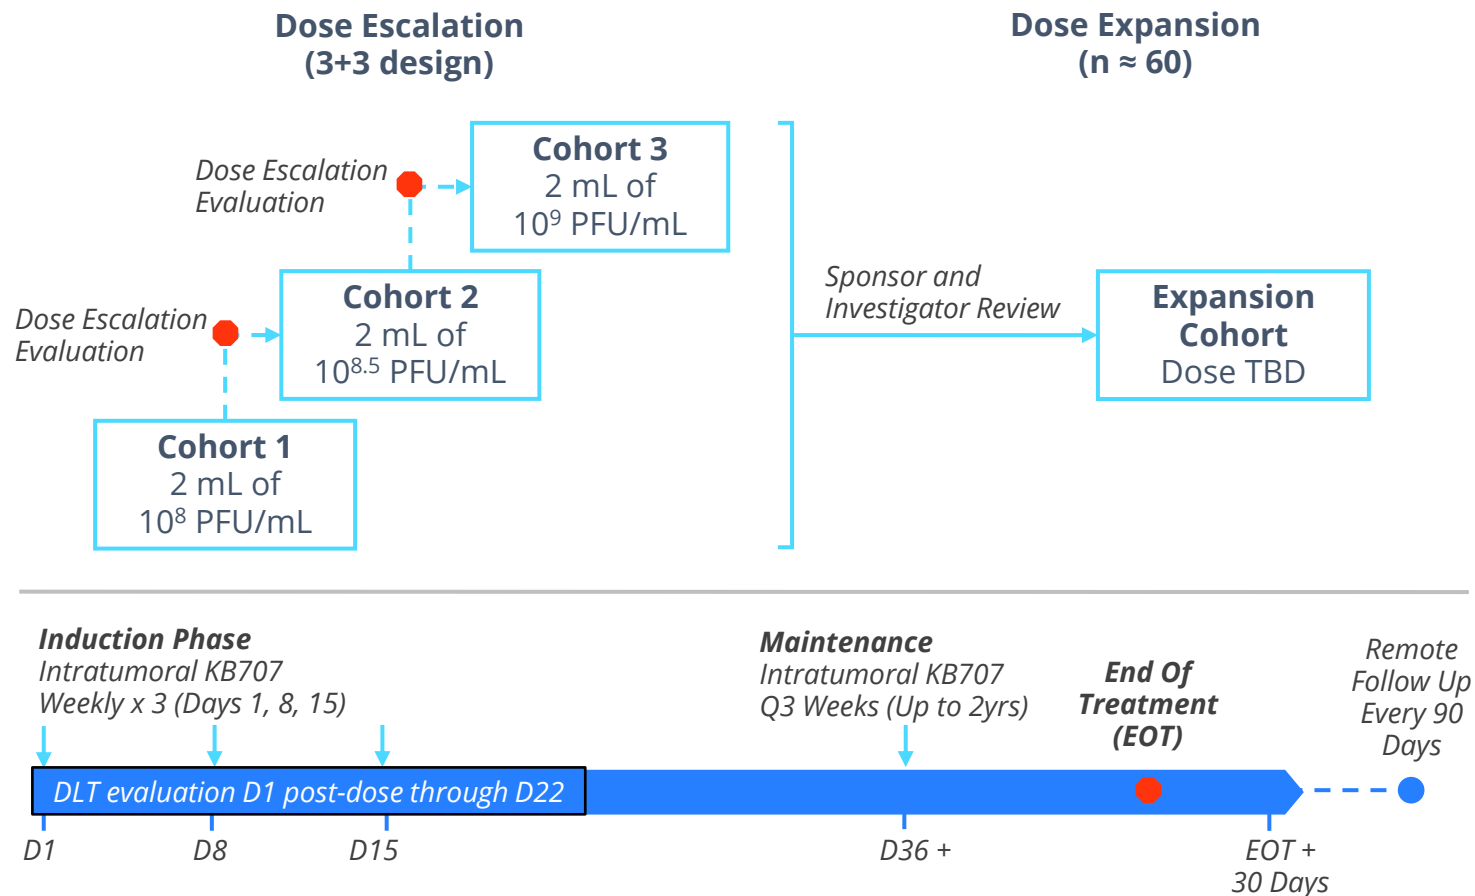 Dose Escalation
(3+3 design)
Dose Expansion
(n ≈ 60)
Cohort 3
2 mL of
10⁹ PFU/mL
Dose Escalation
Evaluation
Cohort 2
2 mL of
10⁸·⁵ PFU/mL
Dose Escalation
Evaluation
Cohort 1
2 mL of
10⁸ PFU/mL
Sponsor and
Investigator Review
Expansion
Cohort
Dose TBD
Induction Phase
Intratumoral KB707
Weekly x 3 (Days 1, 8, 15)
Maintenance
Intratumoral KB707
Q3 Weeks (Up to 2yrs)
End Of
Treatment
(EOT)
Remote
Follow Up
Every 90
Days
DLT evaluation D1 post-dose through D22
D1
D8
D15
D36 +
EOT +
30 Days